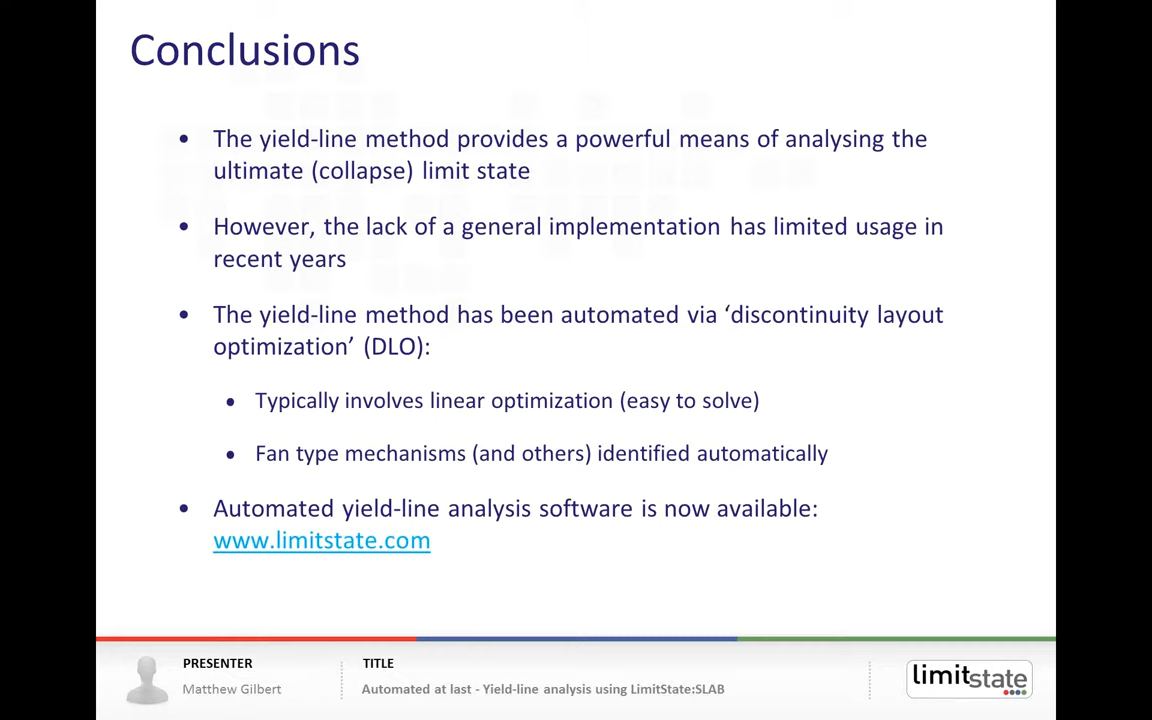 Conclusions
• The yield-line method provides a powerful means of analysing the
ultimate (collapse) limit state
• However, the lack of a general implementation has limited usage in
recent years
• The yield-line method has been automated via ‘discontinuity layout
optimization’ (DLO):
• Typically involves linear optimization (easy to solve)
• Fan type mechanisms (and others) identified automatically
• Automated yield-line analysis software is now available:
www.limitstate.com
PRESENTER
Matthew Gilbert
TITLE
Automated at last - Yield-line analysis using LimitState:SLAB
limitstate